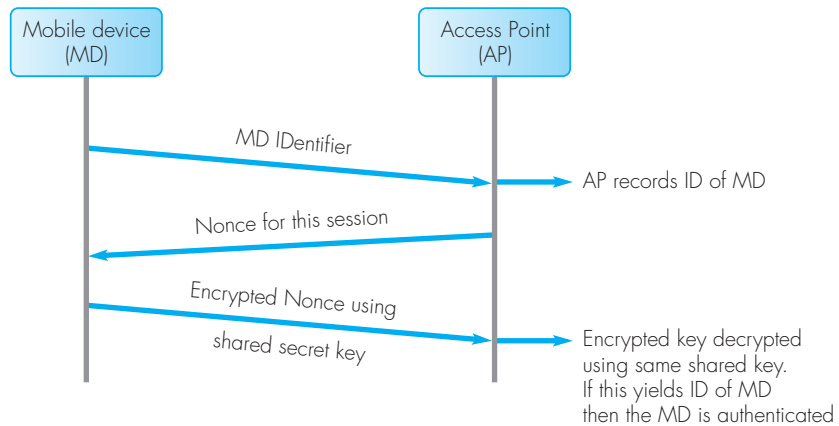 Mobile device
(MD)
Access Point
(AP)
MD IDentifier
AP records ID of MD
Nonce for this session
Encrypted Nonce using
shared secret key
Encrypted key decrypted
using same shared key.
If this yields ID of MD
then the MD is authenticated